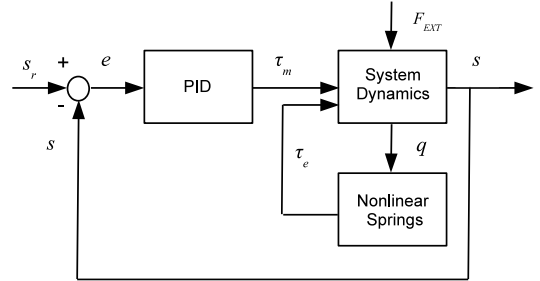 F_EXT
s_r
+
e
PID
τ_m
System
Dynamics
s
-
s
τ_e
q
Nonlinear
Springs